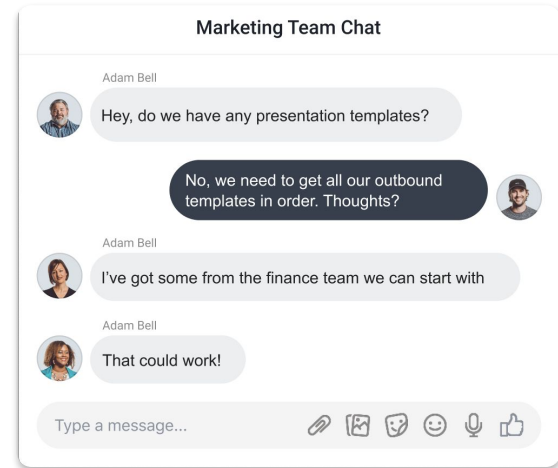 Marketing Team Chat
Adam Bell
Hey, do we have any presentation templates?
No, we need to get all our outbound
templates in order. Thoughts?
Adam Bell
I’ve got some from the finance team we can start with
Adam Bell
That could work!
Type a message...